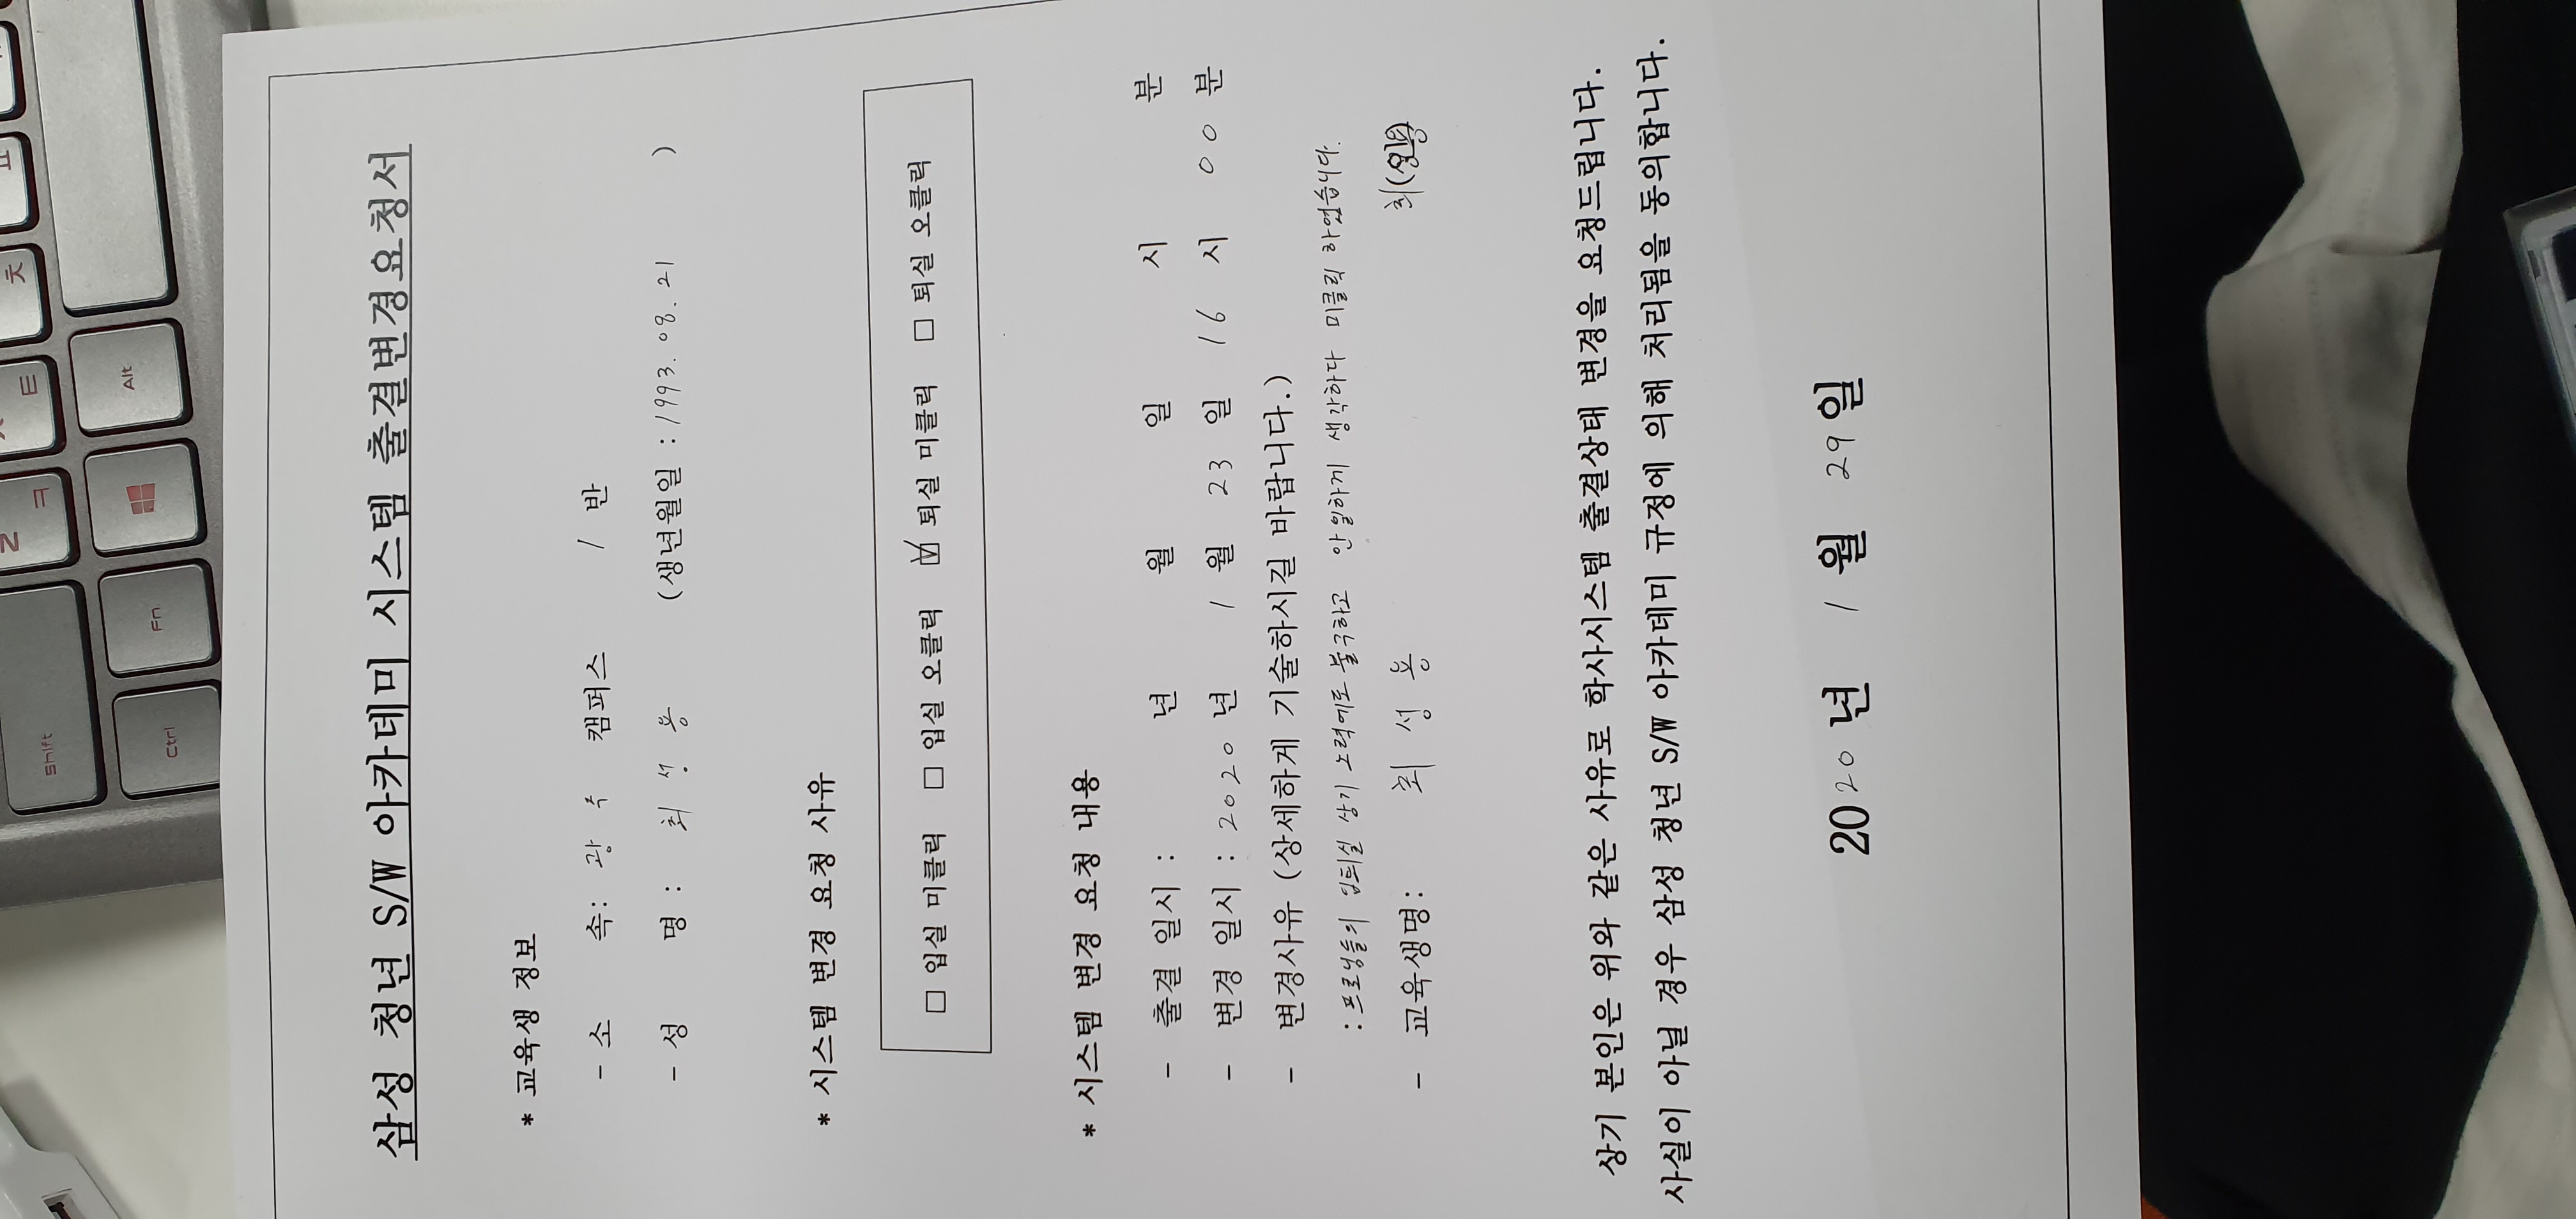 Shift ㅋ ㅌ ㅊ ㅍ
Ctrl Fn Alt
삼성 청년 S/W 아카데미 시스템 출결변경요청서
* 교육생 정보
- 소 속: 광주 캠퍼스 1 반
- 성 명 : 최성용 (생년월일 : 1993. 08. 21 )
* 시스템 변경 요청 사유
☐ 입실 미클릭 ☐ 입실 오클릭 ☑ 퇴실 미클릭 ☐ 퇴실 오클릭
* 시스템 변경 요청 내용
- 출결 일시 : 년 월 일 시 분
- 변경 일시 : 2020 년 1 월 23 일 16 시 00 분
- 변경사유 (상세하게 기술하시길 바랍니다.)
: 프로님들의 입퇴실 상기 노력에도 불구하고 안일하게 생각하다 미클릭 하였습니다.
- 교육생명: 최성용 최성용(인)
상기 본인은 위와 같은 사유로 학사시스템 출결상태 변경을 요청드립니다.
사실이 아닐 경우 삼성 청년 S/W 아카데미 규정에 의해 처리됨을 동의합니다.
2020 년 1 월 29 일